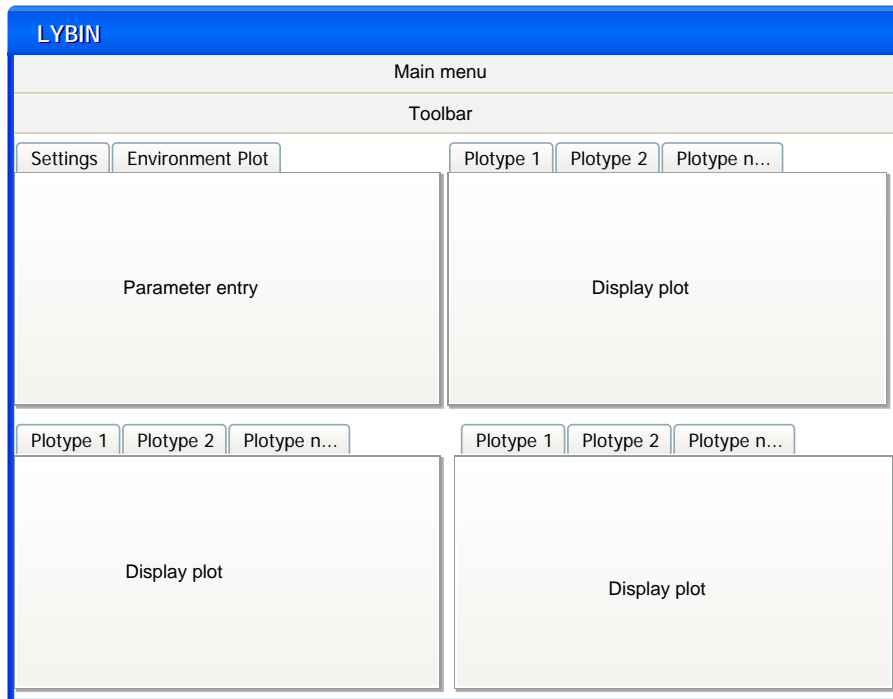 LYBIN
Main menu
Toolbar
Settings Environment Plot
Plotype 1 Plotype 2 Plotype n...
Parameter entry
Display plot
Plotype 1 Plotype 2 Plotype n...
Plotype 1 Plotype 2 Plotype n...
Display plot
Display plot